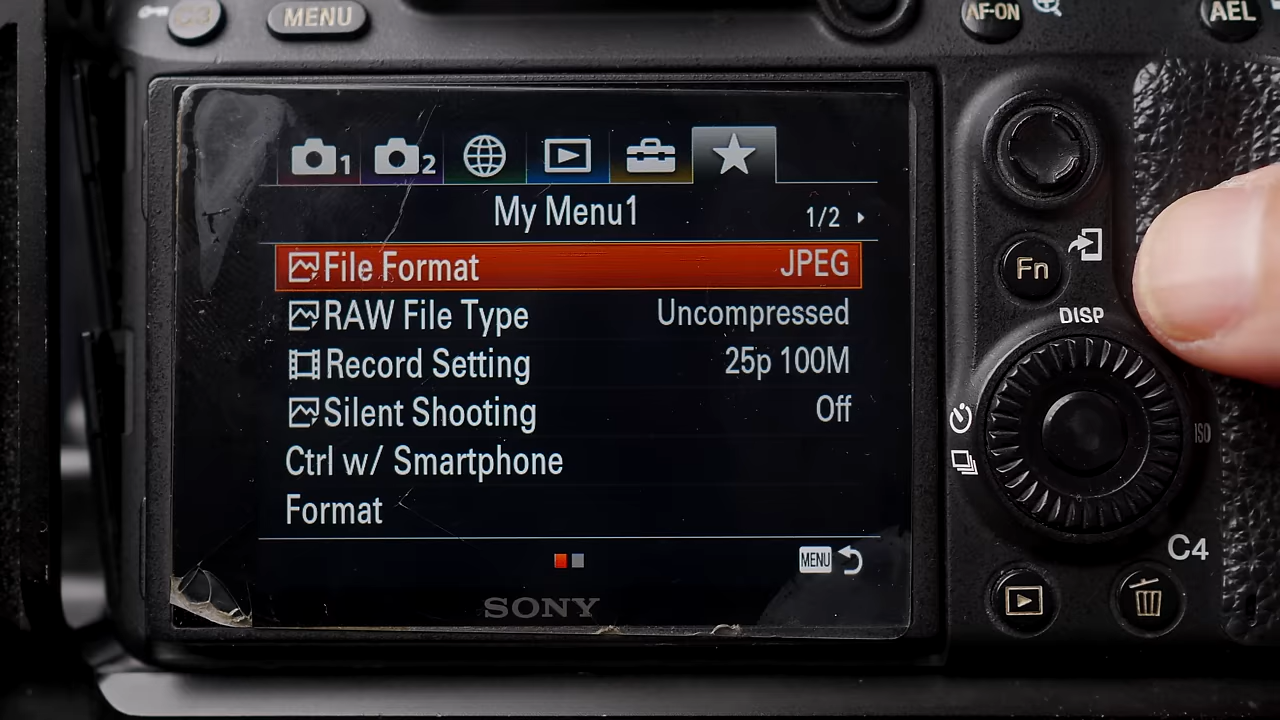 C3
MENU
AF-ON
AEL
1
2
My Menu1
1/2
File Format JPEG
RAW File Type Uncompressed
Record Setting 25p 100M
Silent Shooting Off
Ctrl w/ Smartphone
Format
MENU
SONY
Fn
DISP
ISO
C4